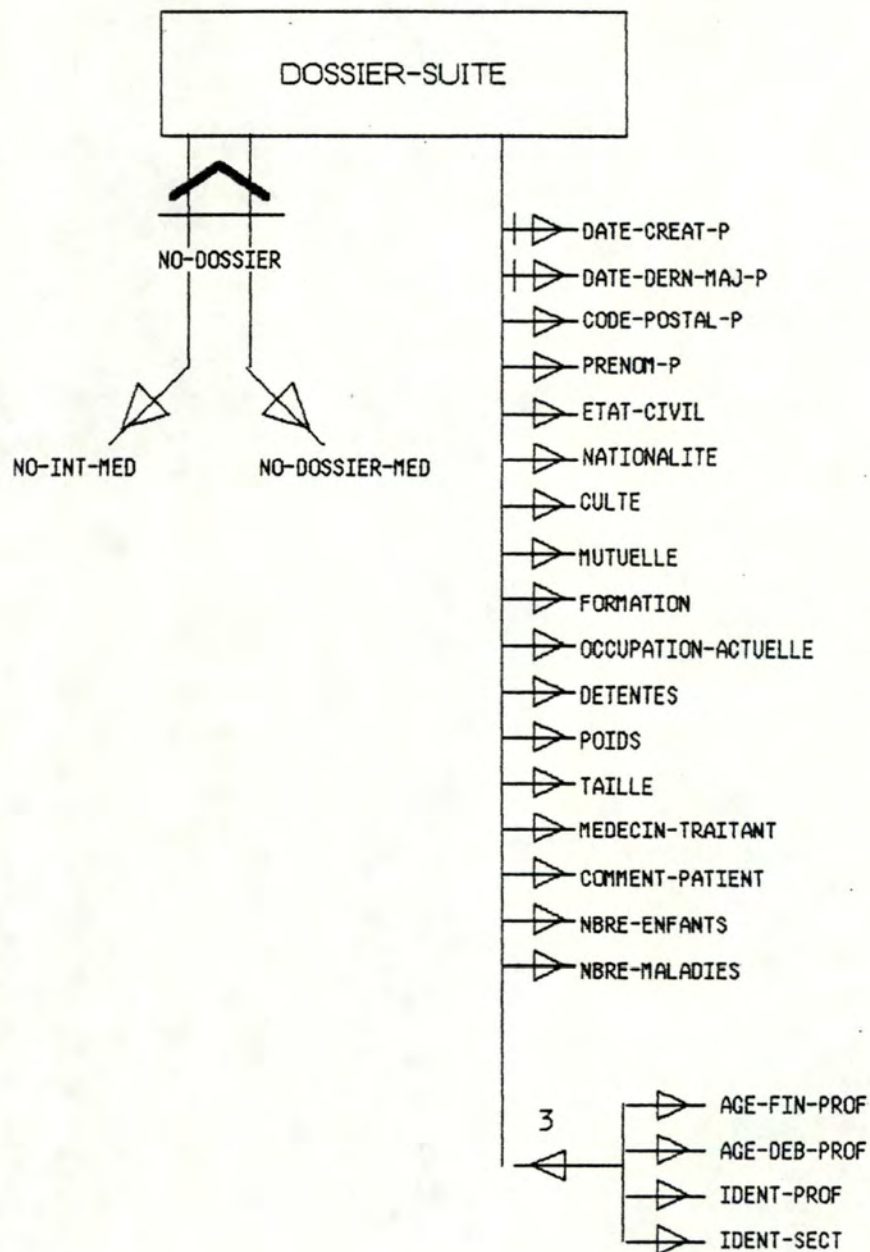 DOSSIER-SUITE
NO-DOSSIER
NO-INT-MED
NO-DOSSIER-MED
DATE-CREAT-P
DATE-DERN-MAJ-P
CODE-POSTAL-P
PRENOM-P
ETAT-CIVIL
NATIONALITE
CULTE
MUTUELLE
FORMATION
OCCUPATION-ACTUELLE
DETENTES
POIDS
TAILLE
MEDECIN-TRAITANT
COMMENT-PATIENT
NBRE-ENFANTS
NBRE-MALADIES
3
AGE-FIN-PROF
AGE-DEB-PROF
IDENT-PROF
IDENT-SECT